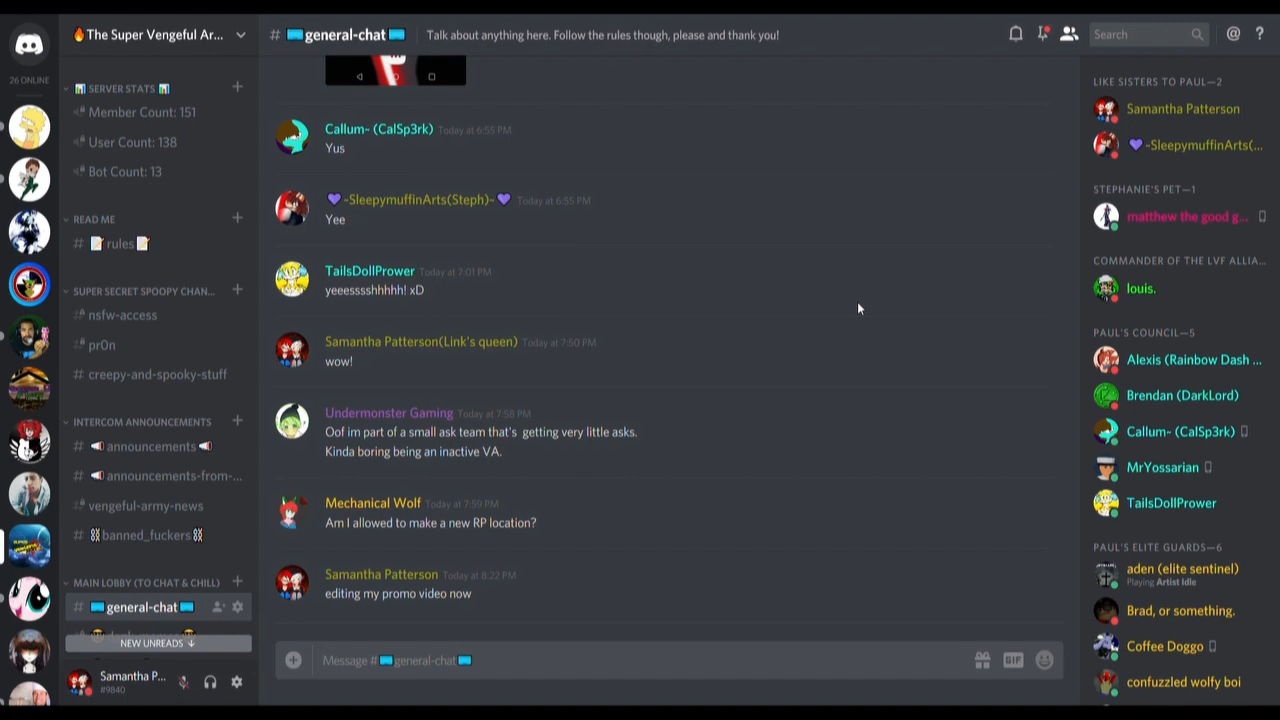 26 ONLINE
The Super Vengeful Ar...
SERVER STATS
Member Count: 151
User Count: 138
Bot Count: 13
READ ME
rules
SUPER SECRET SPOOPY CHAN...
nsfw-access
pr0n
creepy-and-spooky-stuff
INTERCOM ANNOUNCEMENTS
announcements
announcements-from-...
vengeful-army-news
banned_fuckers
MAIN LOBBY (TO CHAT & CHILL)
general-chat
NEW UNREADS ↓
Samantha P...
#9840
# general-chat
Talk about anything here. Follow the rules though, please and thank you!
Search
Callum~ (CalSp3rk) Today at 6:55 PM
Yus
~SleepymuffinArts(Steph)~ Today at 6:55 PM
Yee
TailsDollPrower Today at 7:01 PM
yeeesssshhhhh! xD
Samantha Patterson(Link's queen) Today at 7:50 PM
wow!
Undermonster Gaming Today at 7:58 PM
Oof im part of a small ask team that's getting very little asks.
Kinda boring being an inactive VA.
Mechanical Wolf Today at 7:59 PM
Am I allowed to make a new RP location?
Samantha Patterson Today at 8:22 PM
editing my promo video now
Message # general-chat
GIF
LIKE SISTERS TO PAUL—2
Samantha Patterson
~SleepymuffinArts(...
STEPHANIE'S PET—1
matthew the good g...
COMMANDER OF THE LVF ALLIA...
louis.
PAUL'S COUNCIL—5
Alexis (Rainbow Dash ...
Brendan (DarkLord)
Callum~ (CalSp3rk)
MrYossarian
TailsDollPrower
PAUL'S ELITE GUARDS—6
aden (elite sentinel)
Playing Artist Idle
Brad, or something.
Coffee Doggo
confuzzled wolfy boi